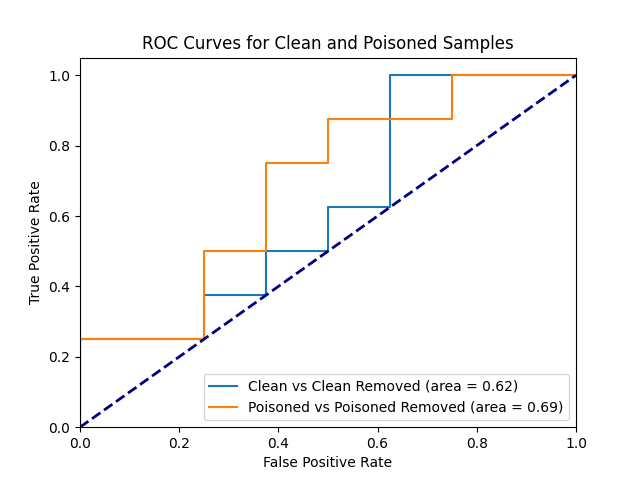 ROC Curves for Clean and Poisoned Samples
True Positive Rate
1.0
0.8
0.6
0.4
0.2
0.0
Clean vs Clean Removed (area = 0.62)
Poisoned vs Poisoned Removed (area = 0.69)
0.0 0.2 0.4 0.6 0.8 1.0
False Positive Rate